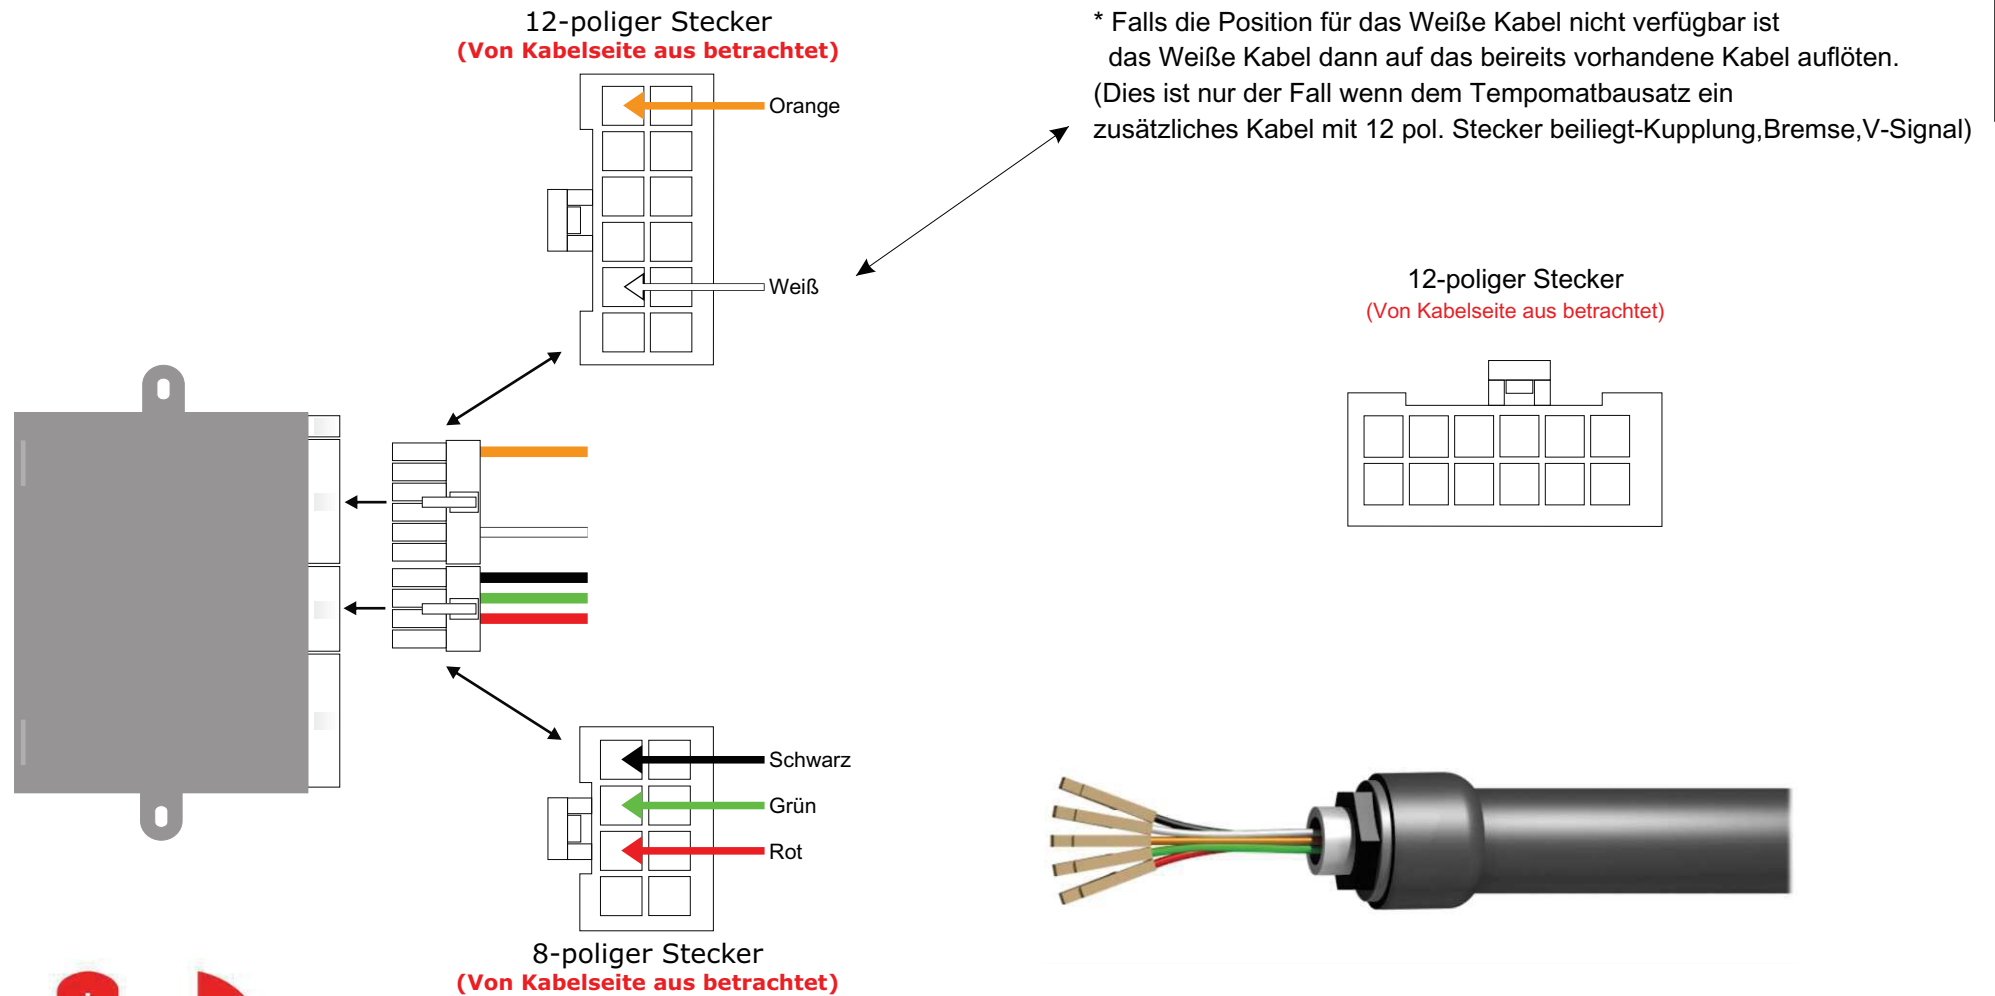 12-poliger Stecker
(Von Kabelseite aus betrachtet)
Orange
Weiß
* Falls die Position für das Weiße Kabel nicht verfügbar ist
das Weiße Kabel dann auf das beireits vorhandene Kabel auflöten.
(Dies ist nur der Fall wenn dem Tempomatbausatz ein
zusätzliches Kabel mit 12 pol. Stecker beiliegt-Kupplung,Bremse,V-Signal)
12-poliger Stecker
(Von Kabelseite aus betrachtet)
Schwarz
Grün
Rot
8-poliger Stecker
(Von Kabelseite aus betrachtet)